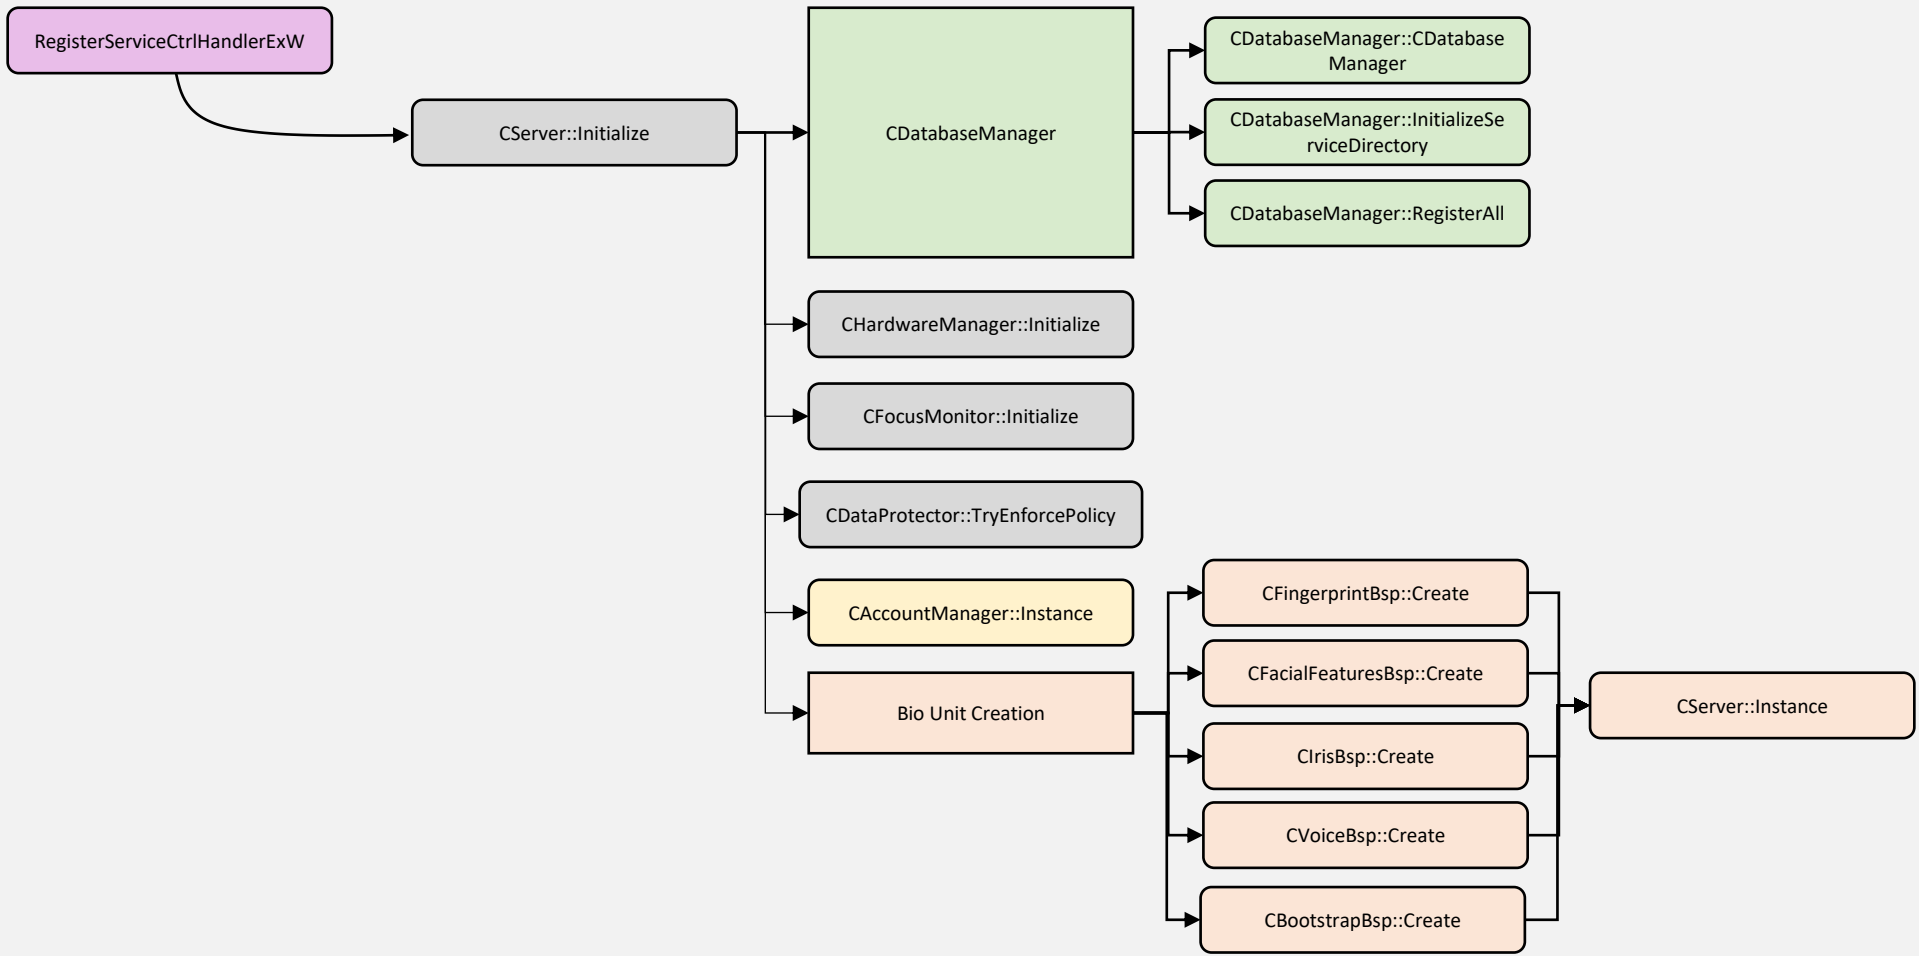 RegisterServiceCtrlHandlerExW
CServer::Initialize
CDatabaseManager
CDatabaseManager::CDatabase
Manager
CDatabaseManager::InitializeSe
rviceDirectory
CDatabaseManager::RegisterAll
CHardwareManager::Initialize
CFocusMonitor::Initialize
CDataProtector::TryEnforcePolicy
CAccountManager::Instance
Bio Unit Creation
CFingerprintBsp::Create
CFacialFeaturesBsp::Create
CIrisBsp::Create
CVoiceBsp::Create
CBootstrapBsp::Create
CServer::Instance